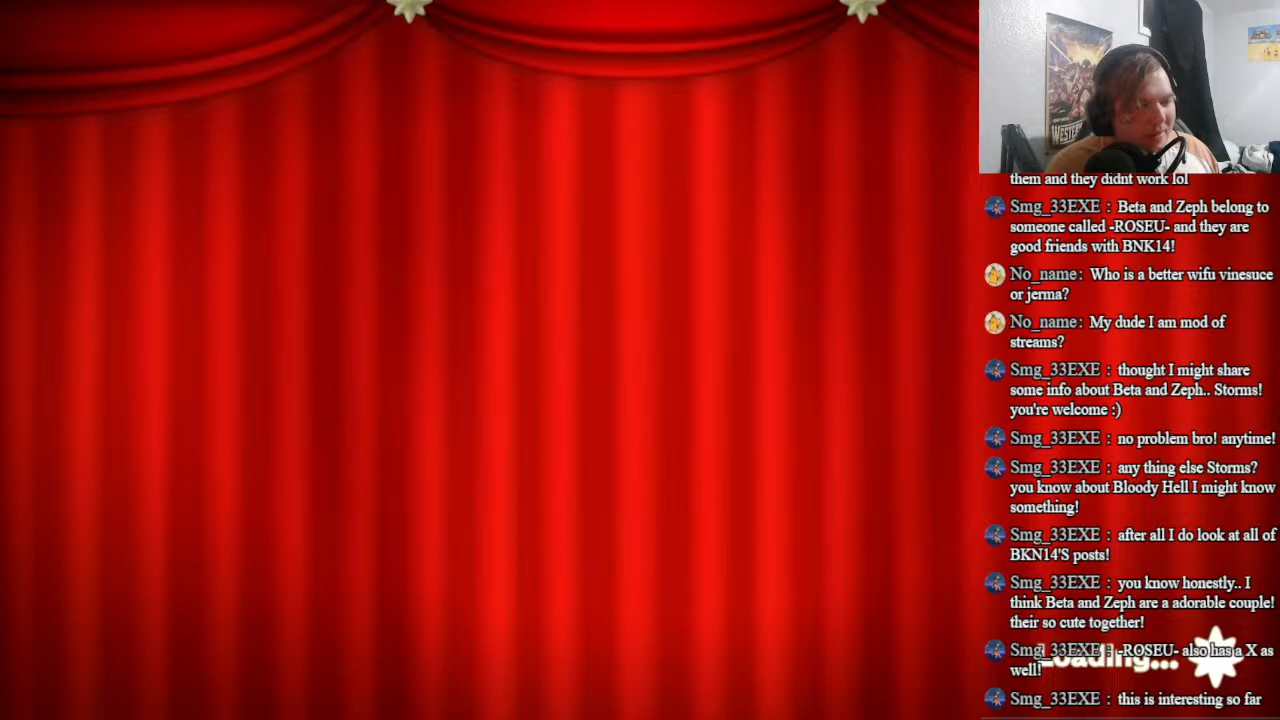 WESTE
them and they didnt work lol
Smg_33EXE : Beta and Zeph belong to
someone called -ROSEU- and they are
good friends with BNK14!
No_name: Who is a better wifu vinesuce
or jerma?
No_name: My dude I am mod of
streams?
Smg_33EXE : thought I might share
some info about Beta and Zeph.. Storms!
you're welcome :)
Smg_33EXE : no problem bro! anytime!
Smg_33EXE : any thing else Storms?
you know about Bloody Hell I might know
something!
Smg_33EXE : after all I do look at all of
BKN14'S posts!
Smg_33EXE : you know honestly.. I
think Beta and Zeph are a adorable couple!
their so cute together!
Smg_33EXE : -ROSEU- also has a X as
well!
Loading...
Smg_33EXE : this is interesting so far